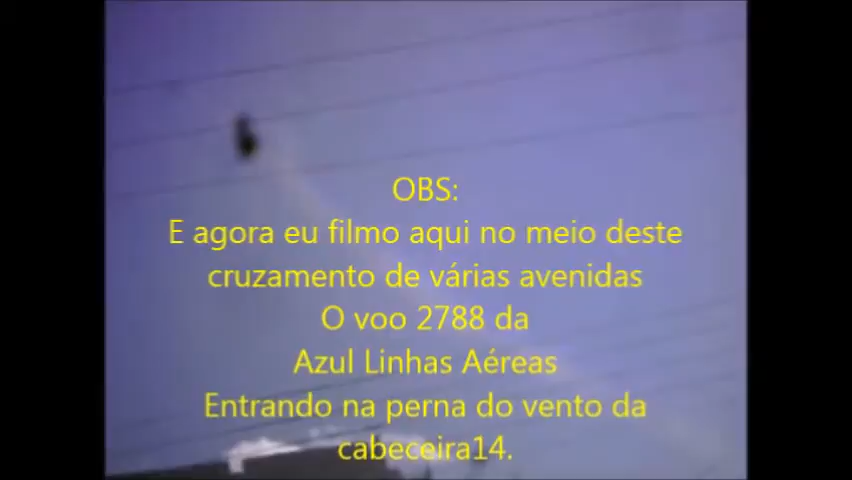 OBS:
E agora eu filmo aqui no meio deste
cruzamento de várias avenidas
O voo 2788 da
Azul Linhas Aéreas
Entrando na perna do vento da
cabeceira14.